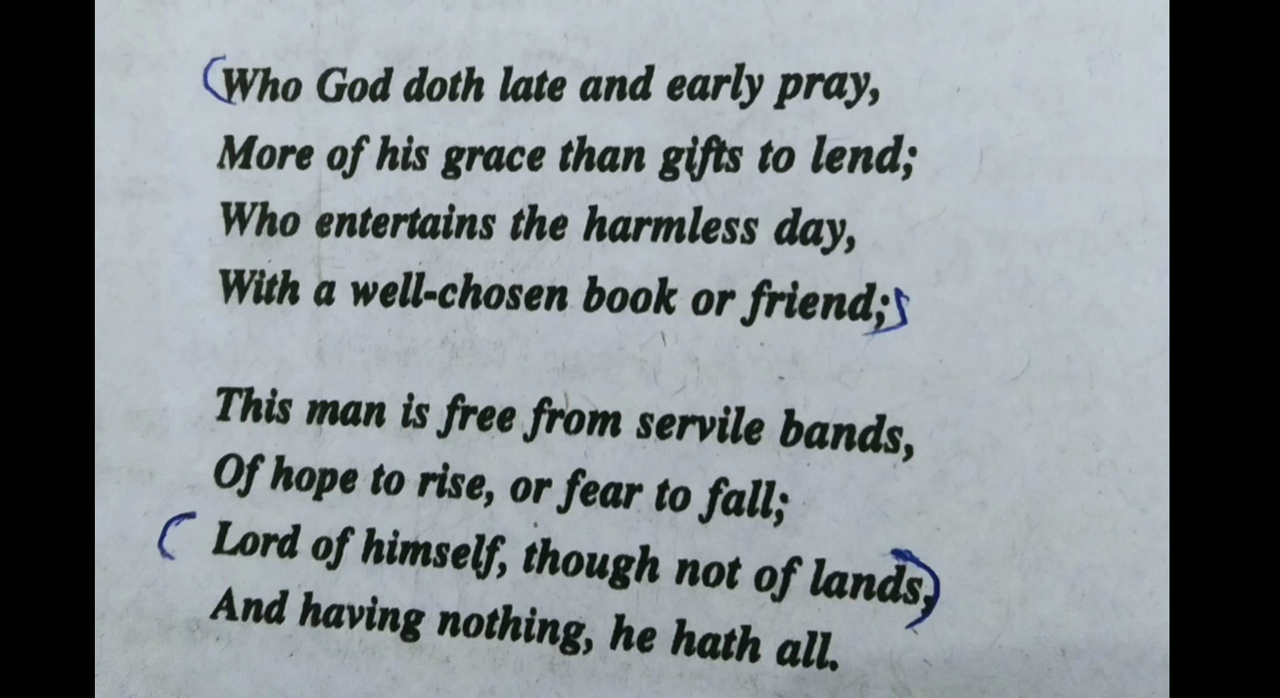 Who God doth late and early pray,
More of his grace than gifts to lend;
Who entertains the harmless day,
With a well-chosen book or friend;
This man is free from servile bands,
Of hope to rise, or fear to fall;
Lord of himself, though not of lands,
And having nothing, he hath all.